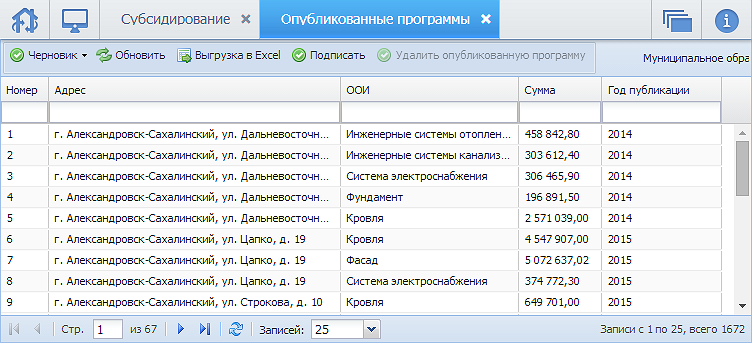 Субсидирование
Опубликованные программы
Черновик Обновить Выгрузка в Excel Подписать Удалить опубликованную программу Муниципальное обра
Номер Адрес ООИ Сумма Год публикации
1 г. Александровск-Сахалинский, ул. Дальневосточн... Инженерные системы отоплен... 458 842,80 2014
2 г. Александровск-Сахалинский, ул. Дальневосточн... Инженерные системы канализ... 303 612,40 2014
3 г. Александровск-Сахалинский, ул. Дальневосточн... Система электроснабжения 306 465,90 2014
4 г. Александровск-Сахалинский, ул. Дальневосточн... Фундамент 196 891,50 2014
5 г. Александровск-Сахалинский, ул. Дальневосточн... Кровля 2 571 039,00 2014
6 г. Александровск-Сахалинский, ул. Цапко, д. 19 Кровля 4 547 907,00 2015
7 г. Александровск-Сахалинский, ул. Цапко, д. 19 Фасад 5 072 637,02 2015
8 г. Александровск-Сахалинский, ул. Цапко, д. 19 Система электроснабжения 374 772,30 2015
9 г. Александровск-Сахалинский, ул. Строкова, д. 10 Кровля 649 701,00 2015
Стр. 1 из 67 Записей: 25 Записи с 1 по 25, всего 1672